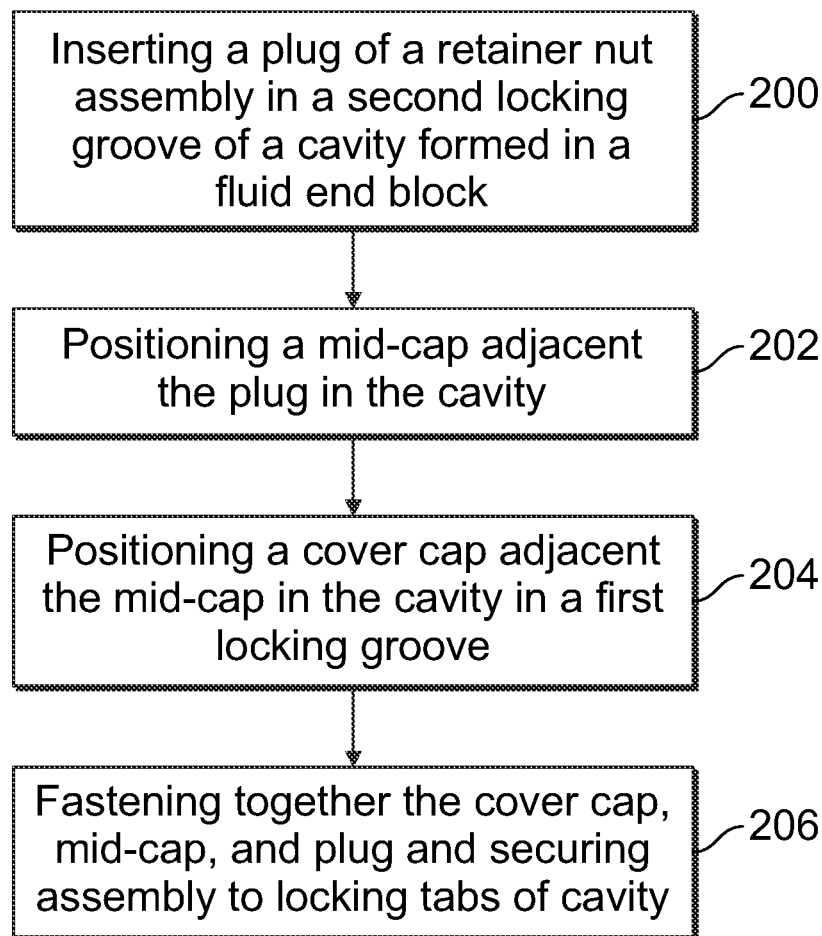 Inserting a plug of a retainer nut
assembly in a second locking
groove of a cavity formed in a
fluid end block
200
Positioning a mid-cap adjacent
the plug in the cavity
202
Positioning a cover cap adjacent
the mid-cap in the cavity in a first
locking groove
204
Fastening together the cover cap,
mid-cap, and plug and securing
assembly to locking tabs of cavity
206